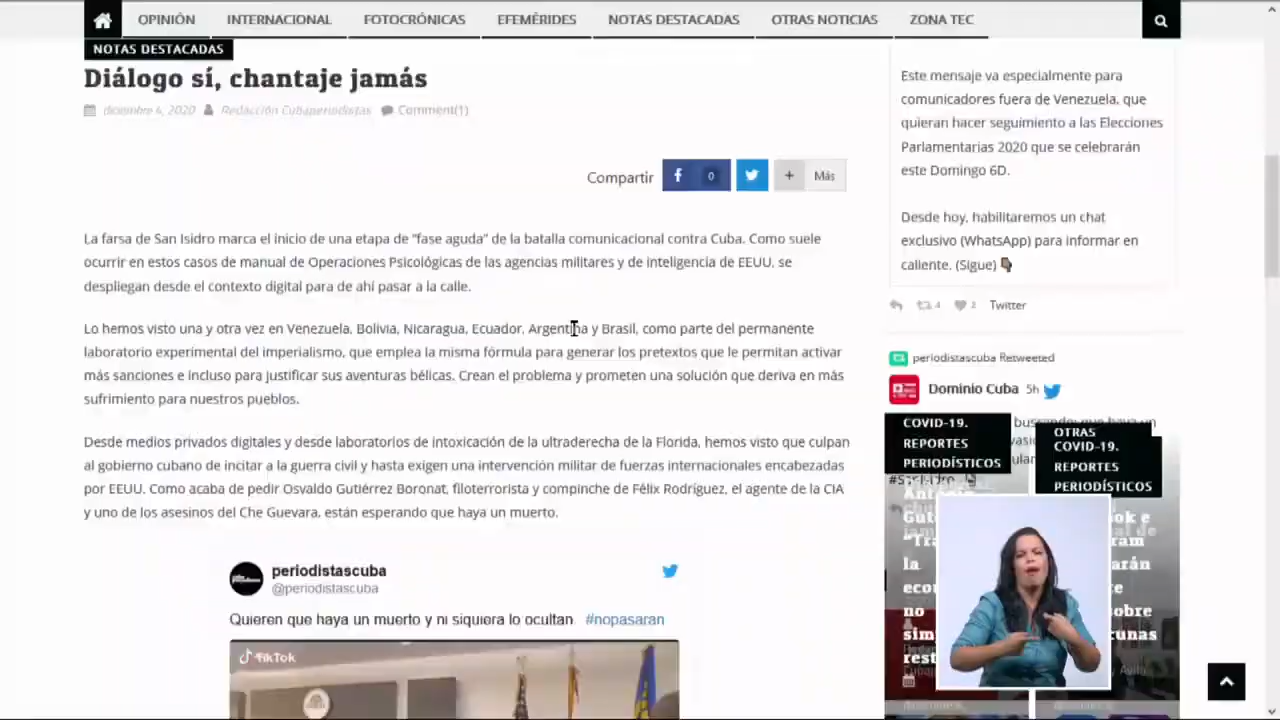 OPINIÓN INTERNACIONAL FOTOCRÓNICAS EFEMÉRIDES NOTAS DESTACADAS OTRAS NOTICIAS ZONA TEC
NOTAS DESTACADAS
Diálogo sí, chantaje jamás
diciembre 4, 2020 Redacción Cubaperiodistas Comment(1)
Compartir 0 + Más
La farsa de San Isidro marca el inicio de una etapa de “fase aguda” de la batalla comunicacional contra Cuba. Como suele
ocurrir en estos casos de manual de Operaciones Psicológicas de las agencias militares y de inteligencia de EEUU, se
despliegan desde el contexto digital para de ahí pasar a la calle.
Lo hemos visto una y otra vez en Venezuela, Bolivia, Nicaragua, Ecuador, Argentina y Brasil, como parte del permanente
laboratorio experimental del imperialismo, que emplea la misma fórmula para generar los pretextos que le permitan activar
más sanciones e incluso para justificar sus aventuras bélicas. Crean el problema y prometen una solución que deriva en más
sufrimiento para nuestros pueblos.
Desde medios privados digitales y desde laboratorios de intoxicación de la ultraderecha de la Florida, hemos visto que culpan
al gobierno cubano de incitar a la guerra civil y hasta exigen una intervención militar de fuerzas internacionales encabezadas
por EEUU. Como acaba de pedir Osvaldo Gutiérrez Boronat, filoterrorista y compinche de Félix Rodríguez, el agente de la CIA
y uno de los asesinos del Che Guevara, están esperando que haya un muerto.
periodistascuba
@periodistascuba
Quieren que haya un muerto y ni siquiera lo ocultan #nopasaran
TikTok
Este mensaje va especialmente para
comunicadores fuera de Venezuela, que
quieran hacer seguimiento a las Elecciones
Parlamentarias 2020 que se celebrarán
este Domingo 6D.
Desde hoy, habilitaremos un chat
exclusivo (WhatsApp) para informar en
caliente. (Sigue)
4 2 Twitter
periodistascuba Retweeted
Dominio Cuba 5h
COVID-19.
REPORTES
PERIODÍSTICOS
OTRAS
COVID-19.
REPORTES
PERIODÍSTICOS
la
no